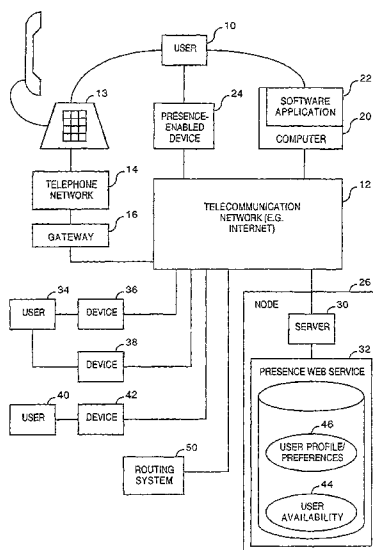 10
USER
13
24
PRESENCE-
ENABLED
DEVICE
22
SOFTWARE
APPLICATION
20
COMPUTER
14
TELEPHONE
NETWORK
16
GATEWAY
12
TELECOMMUNICATION
NETWORK (E.G.
INTERNET)
26
NODE
30
SERVER
34
USER
36
DEVICE
38
DEVICE
32
PRESENCE WEB SERVICE
40
USER
42
DEVICE
46
USER PROFILE/
PREFERENCES
50
ROUTING
SYSTEM
44
USER
AVAILABILITY